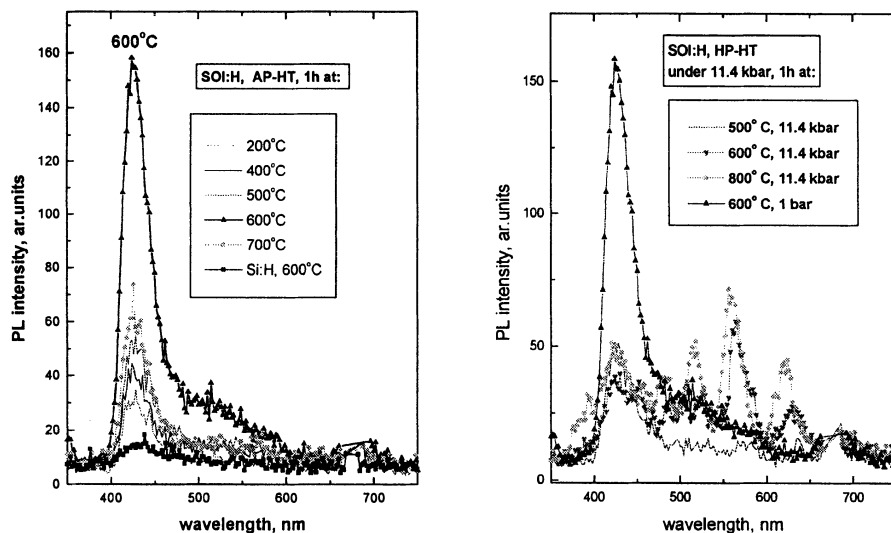 600°C
SOI:H, AP-HT, 1h at:
200°C
400°C
500°C
600°C
700°C
Si:H, 600°C
PL intensity, ar.units
160
140
120
100
80
60
40
20
0
400
500
600
700
wavelength, nm
SOI:H, HP-HT
under 11.4 kbar, 1h at:
500° C, 11.4 kbar
600° C, 11.4 kbar
800° C, 11.4 kbar
600° C, 1 bar
PL intensity, ar.units
150
100
50
0
400
500
600
700
wavelength, nm